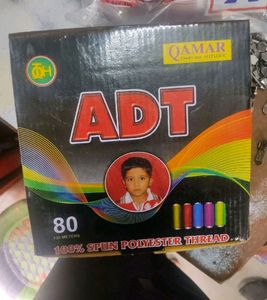 QAMAR
ADT
80
100% SPUN POLYESTER THREAD